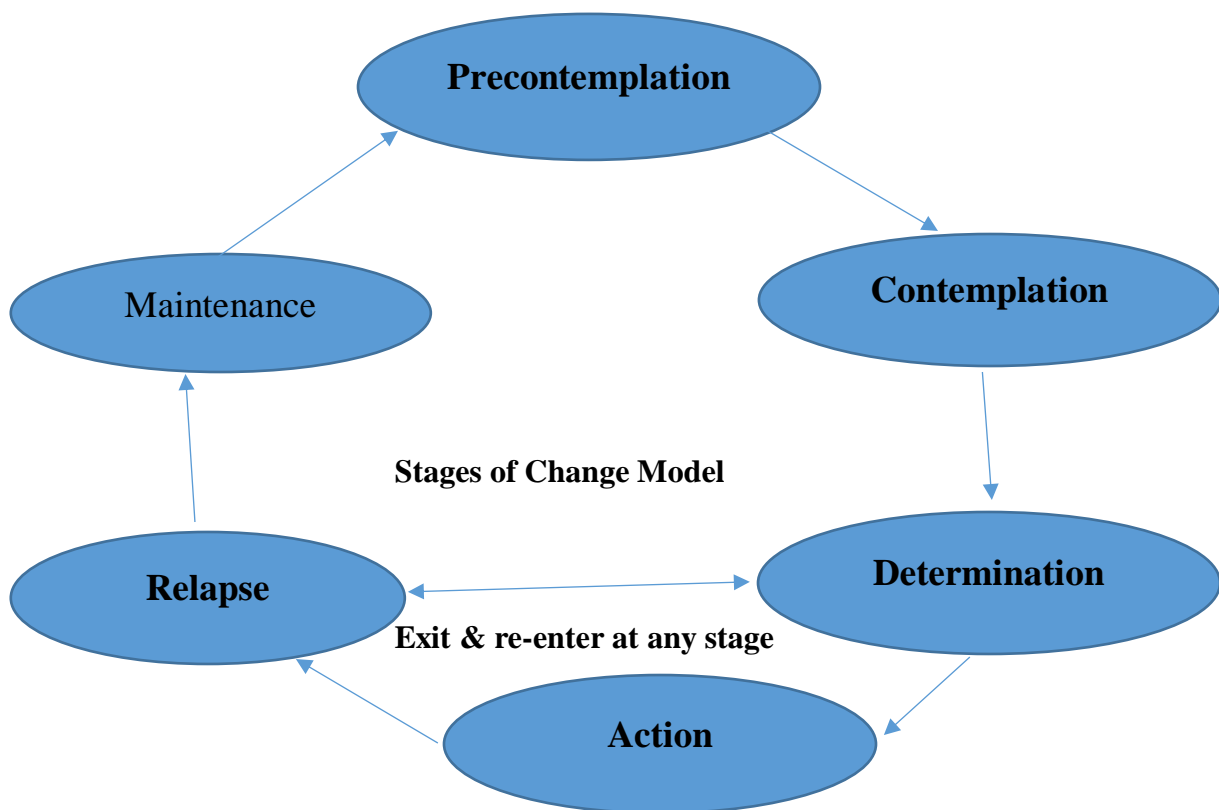 Precontemplation
Contemplation
Maintenance
Stages of Change Model
Determination
Relapse
Exit & re-enter at any stage
Action